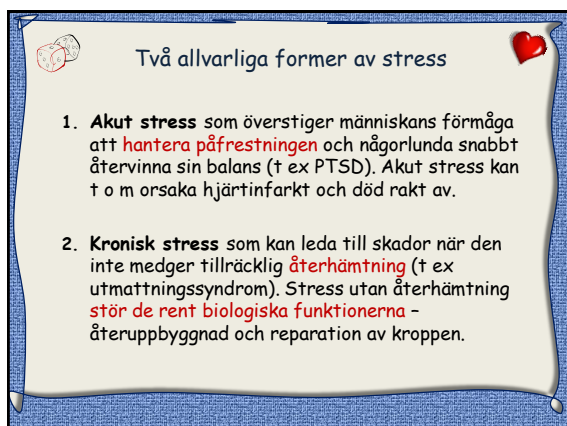 Två allvarliga former av stress
1. Akut stress som överstiger människans förmåga
att hantera påfrestningen och någorlunda snabbt
återvinna sin balans (t ex PTSD). Akut stress kan
t o m orsaka hjärtinfarkt och död rakt av.
2. Kronisk stress som kan leda till skador när den
inte medger tillräcklig återhämtning (t ex
utmattningssyndrom). Stress utan återhämtning
stör de rent biologiska funktionerna –
återuppbyggnad och reparation av kroppen.